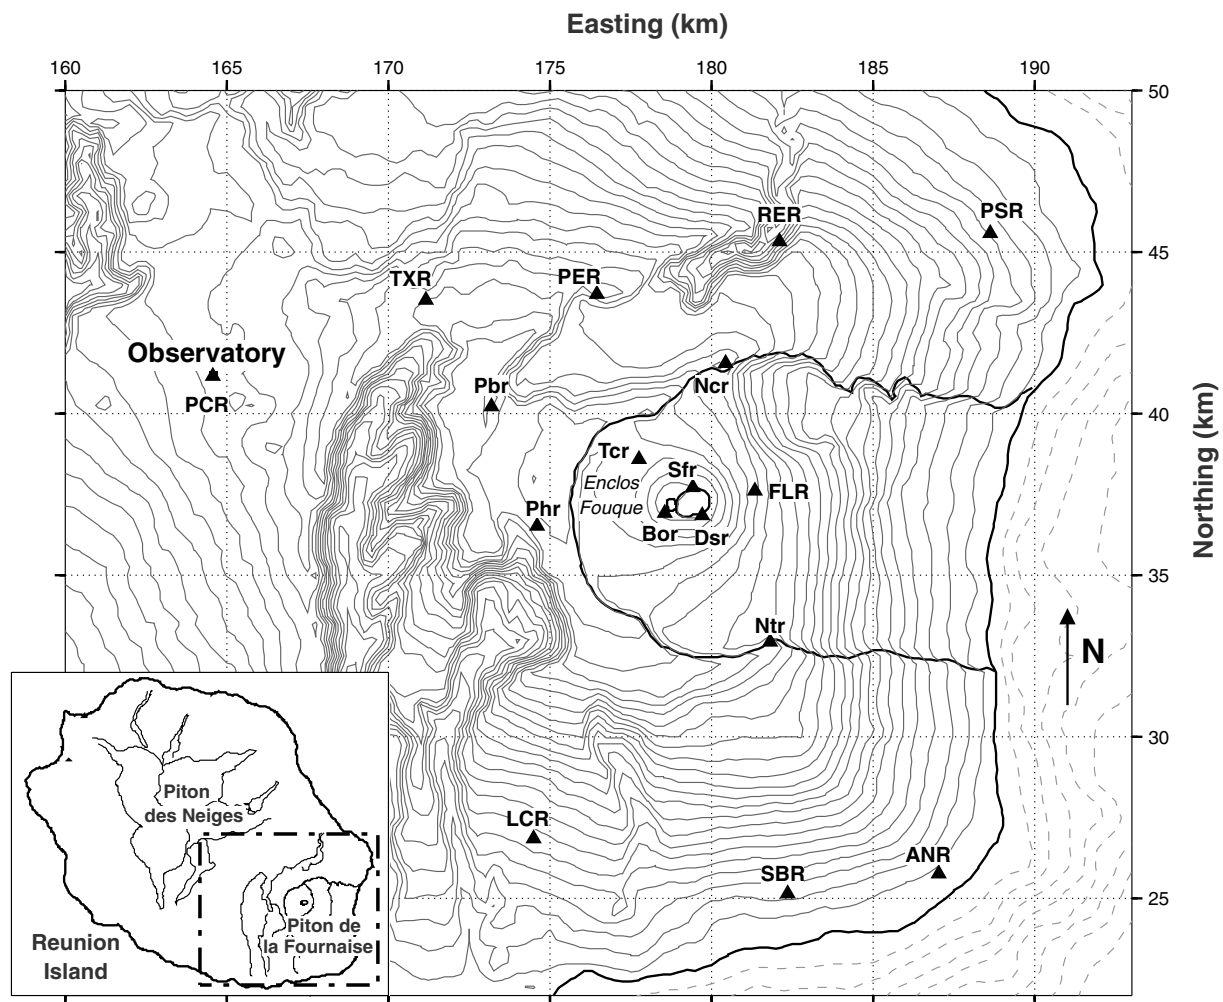 Easting (km)
160 165 170 175 180 185 190
50
RER
PSR
45
TXR
PER
Observatory
PCR
Pbr
Ncr
40
Northing (km)
Tcr
Sfr
Enclos
Fouque
FLR
Phr
Bor
Dsr
35
Ntr
N
30
Piton
des Neiges
LCR
ANR
SBR
25
Piton de
la Fournaise
Reunion
Island